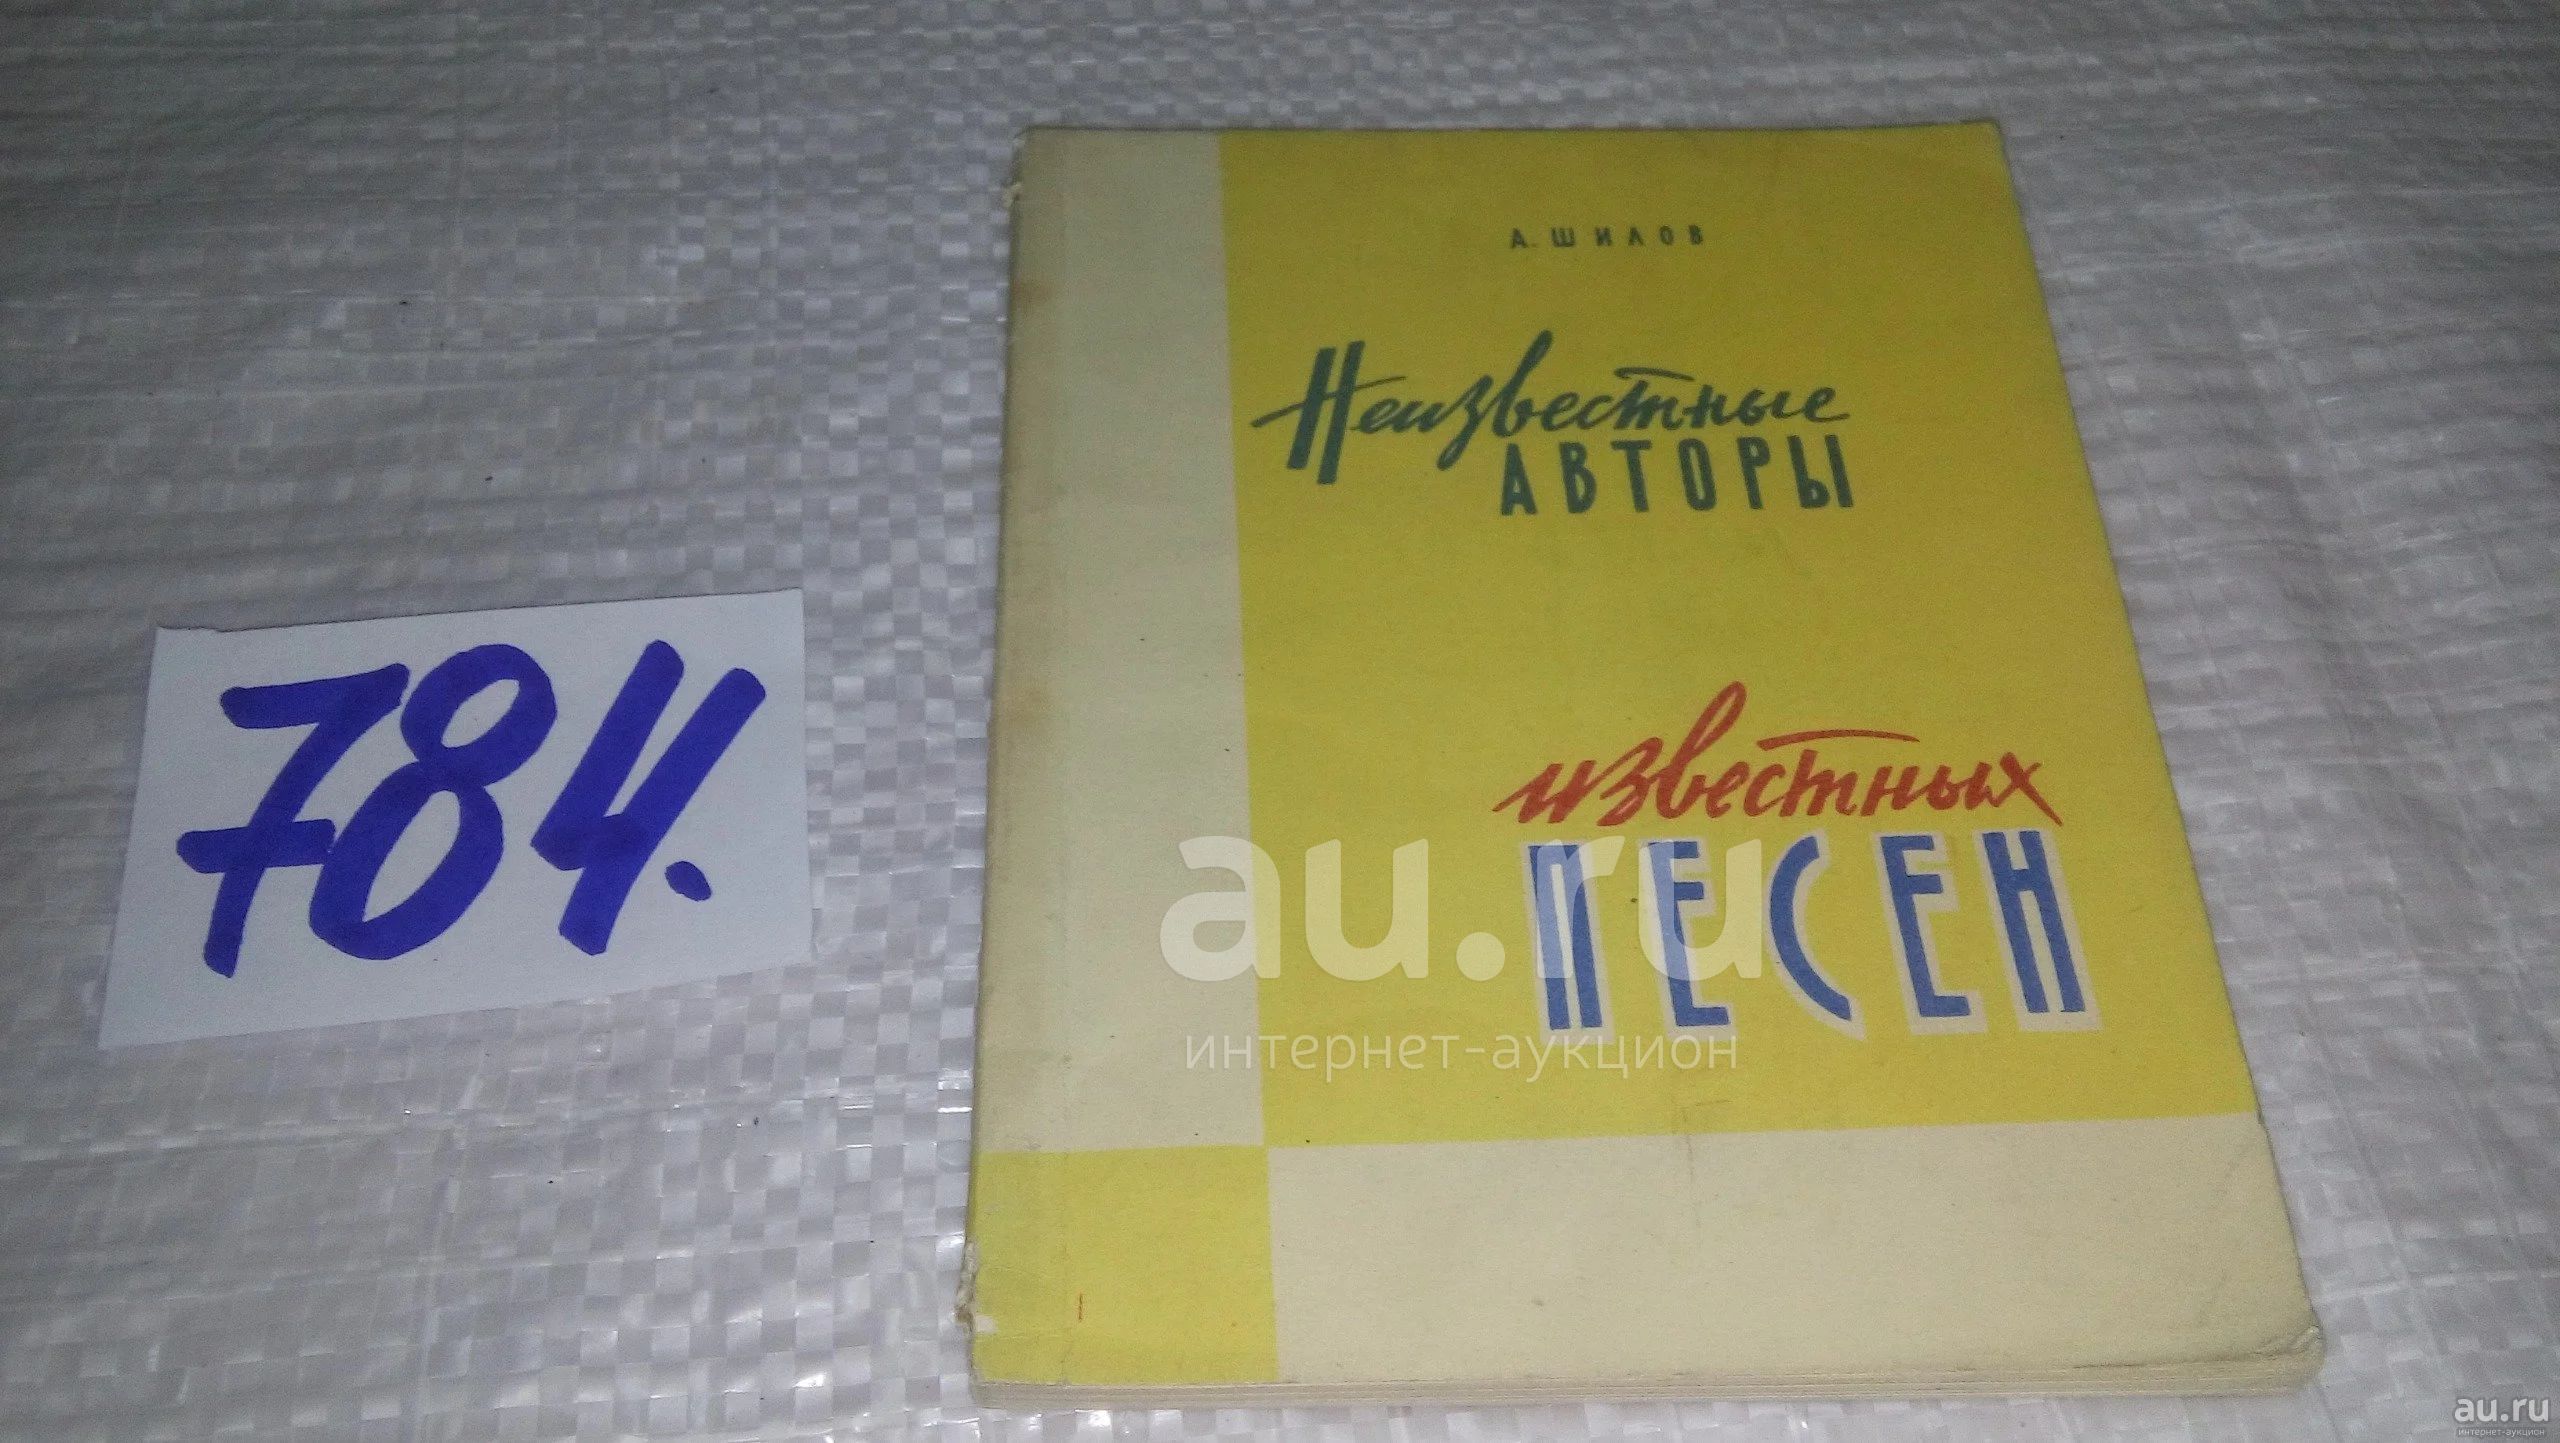 А. ШИЛОВ
Неизвестные
АВТОРЫ
известных
ПЕСЕН
784.
au.ru
интернет-аукцион
au.ru
интернет-аукцион